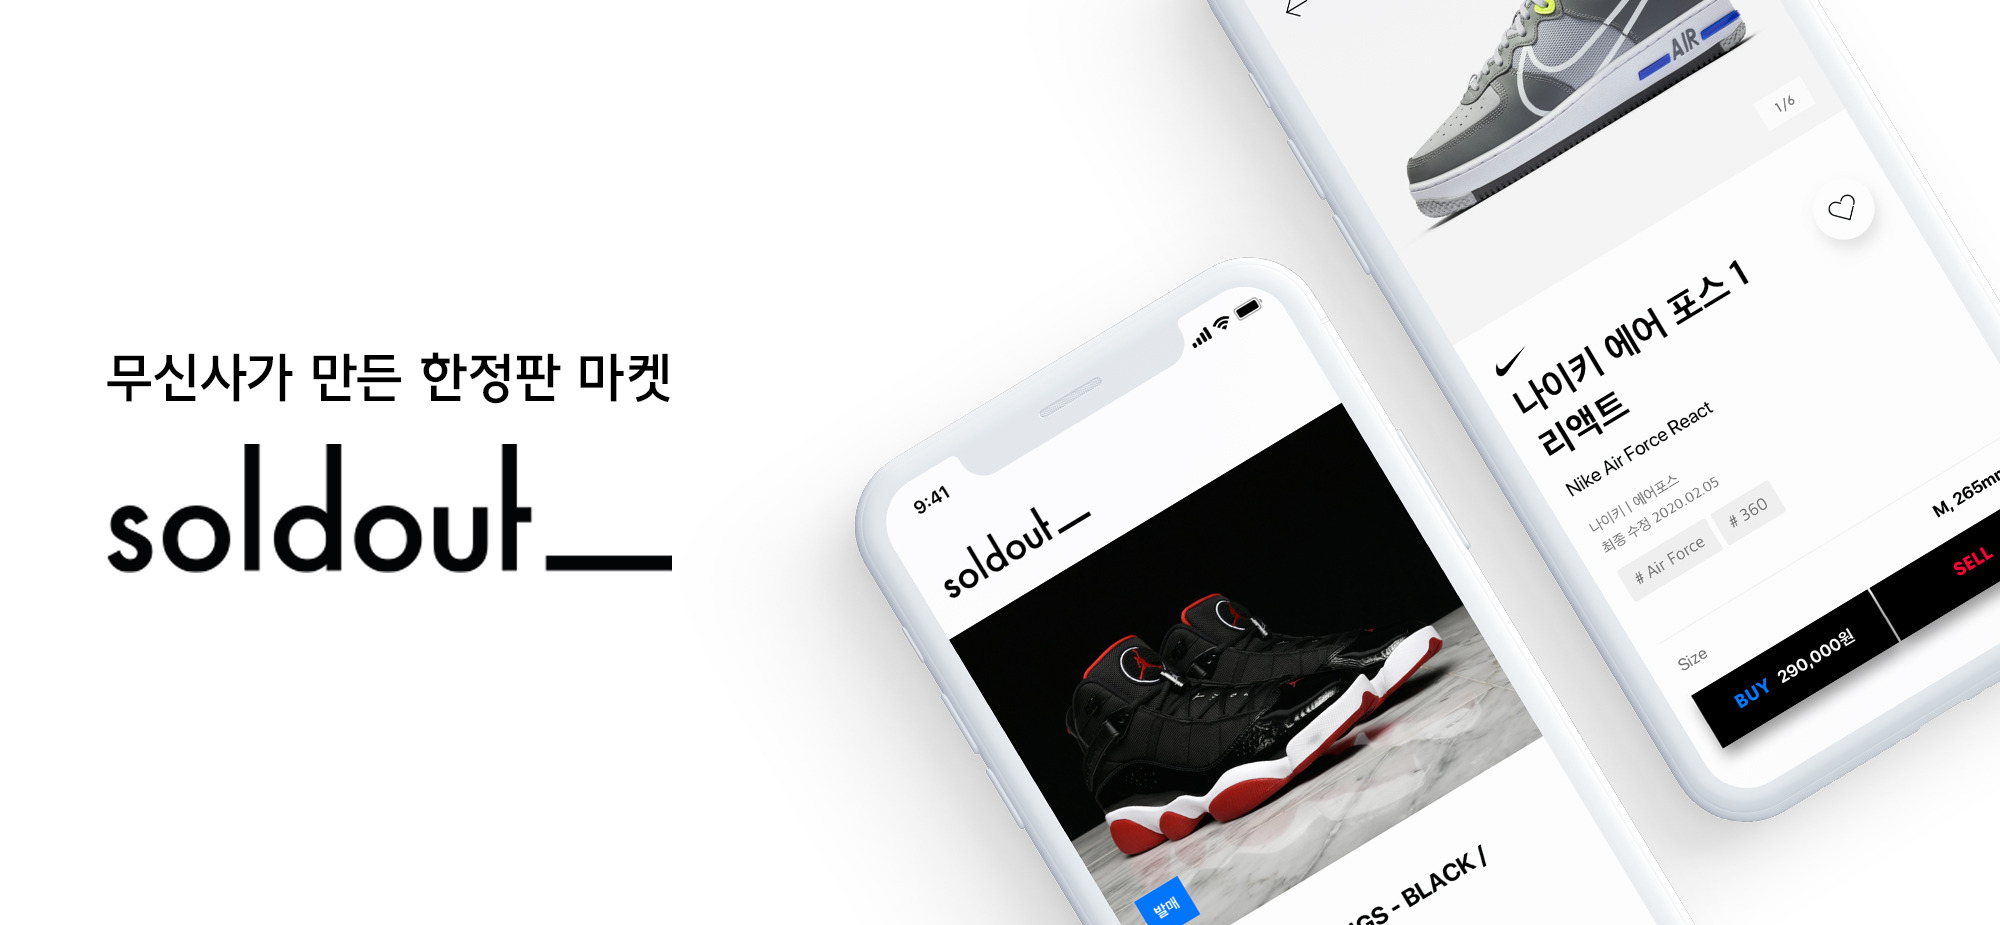 무신사가 만든 한정판 마켓
soldout_
9:41
soldout_
발매
GS - BLACK /
AIR
1/6
나이키 에어 포스 1
리액트
Nike Air Force React
나이키 | 에어포스
최종 수정 2020.02.05
# Air Force # 360
Size
M, 265mm
BUY 290,000원
SELL